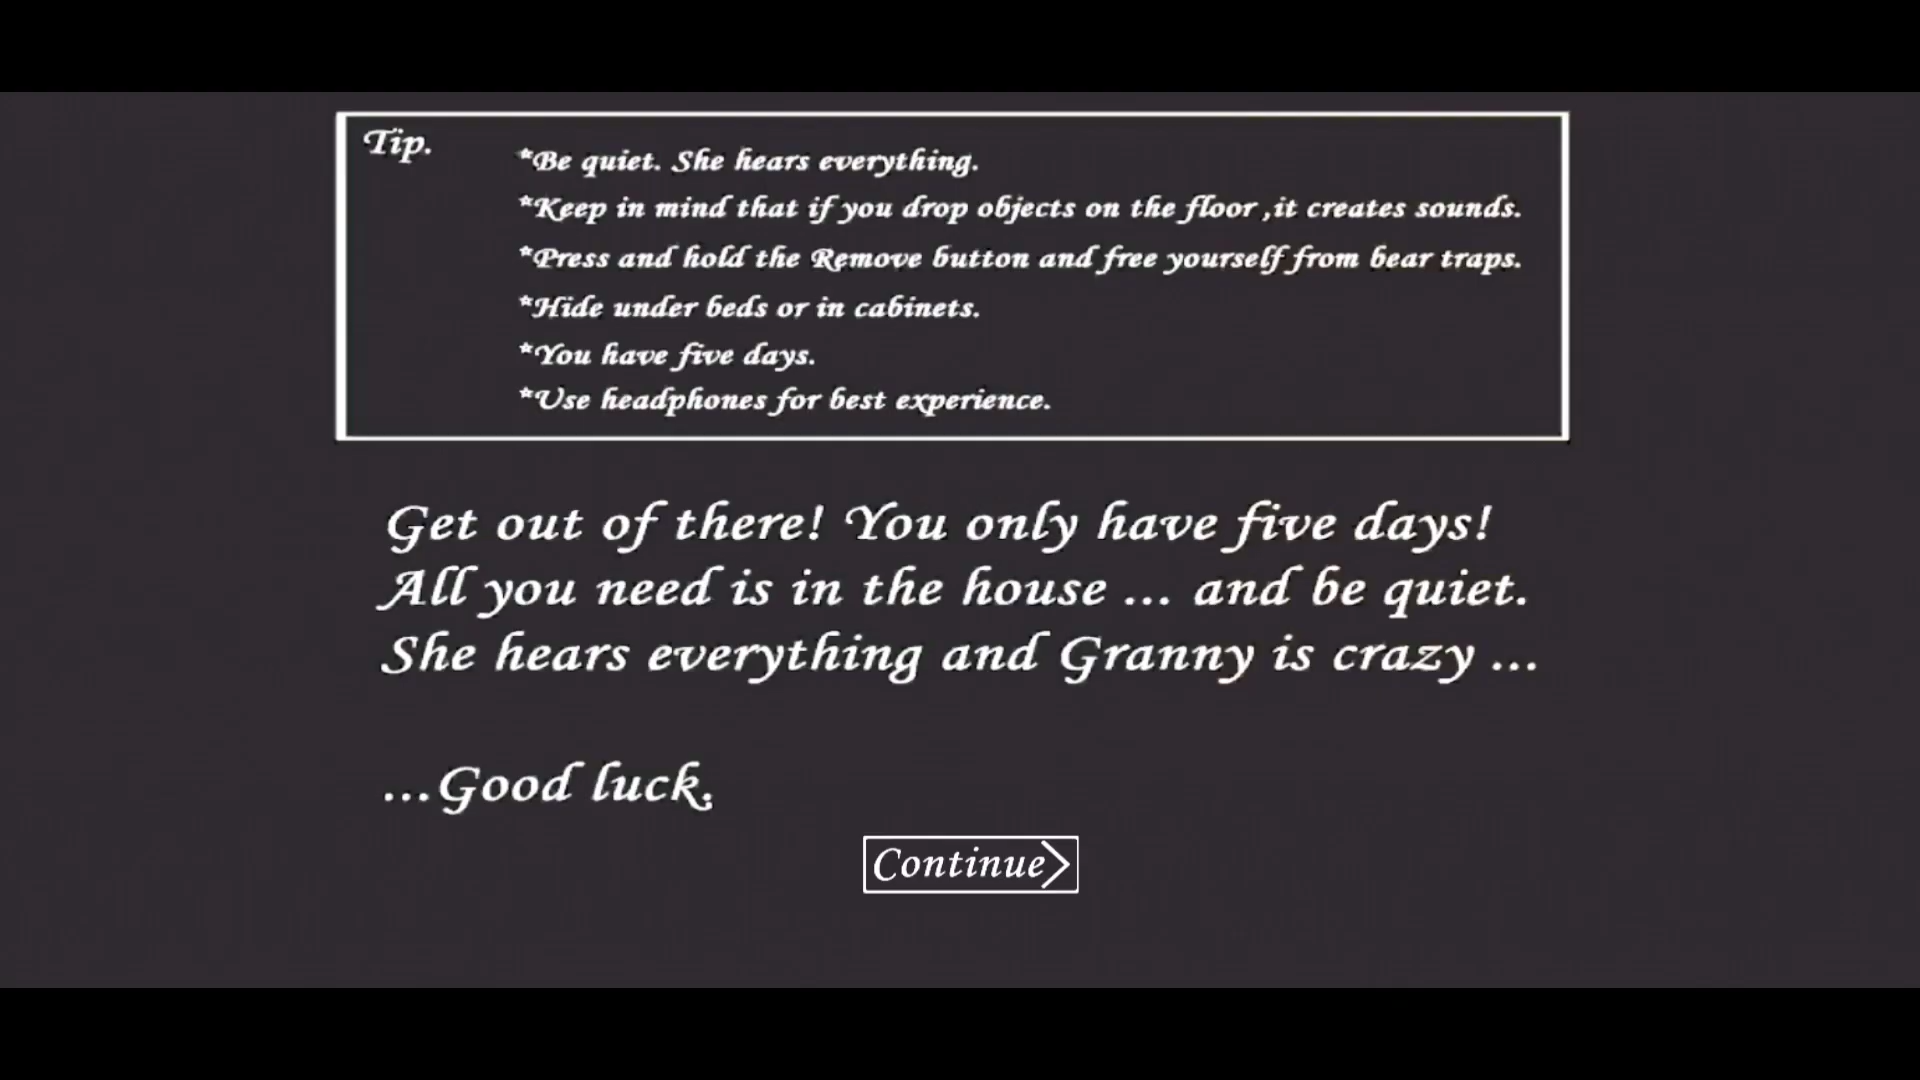 Tip.
*Be quiet. She hears everything.
*Keep in mind that if you drop objects on the floor ,it creates sounds.
*Press and hold the Remove button and free yourself from bear traps.
*Hide under beds or in cabinets.
*You have five days.
*Use headphones for best experience.
Get out of there! You only have five days!
All you need is in the house ... and be quiet.
She hears everything and Granny is crazy ...
...Good luck.
Continue>